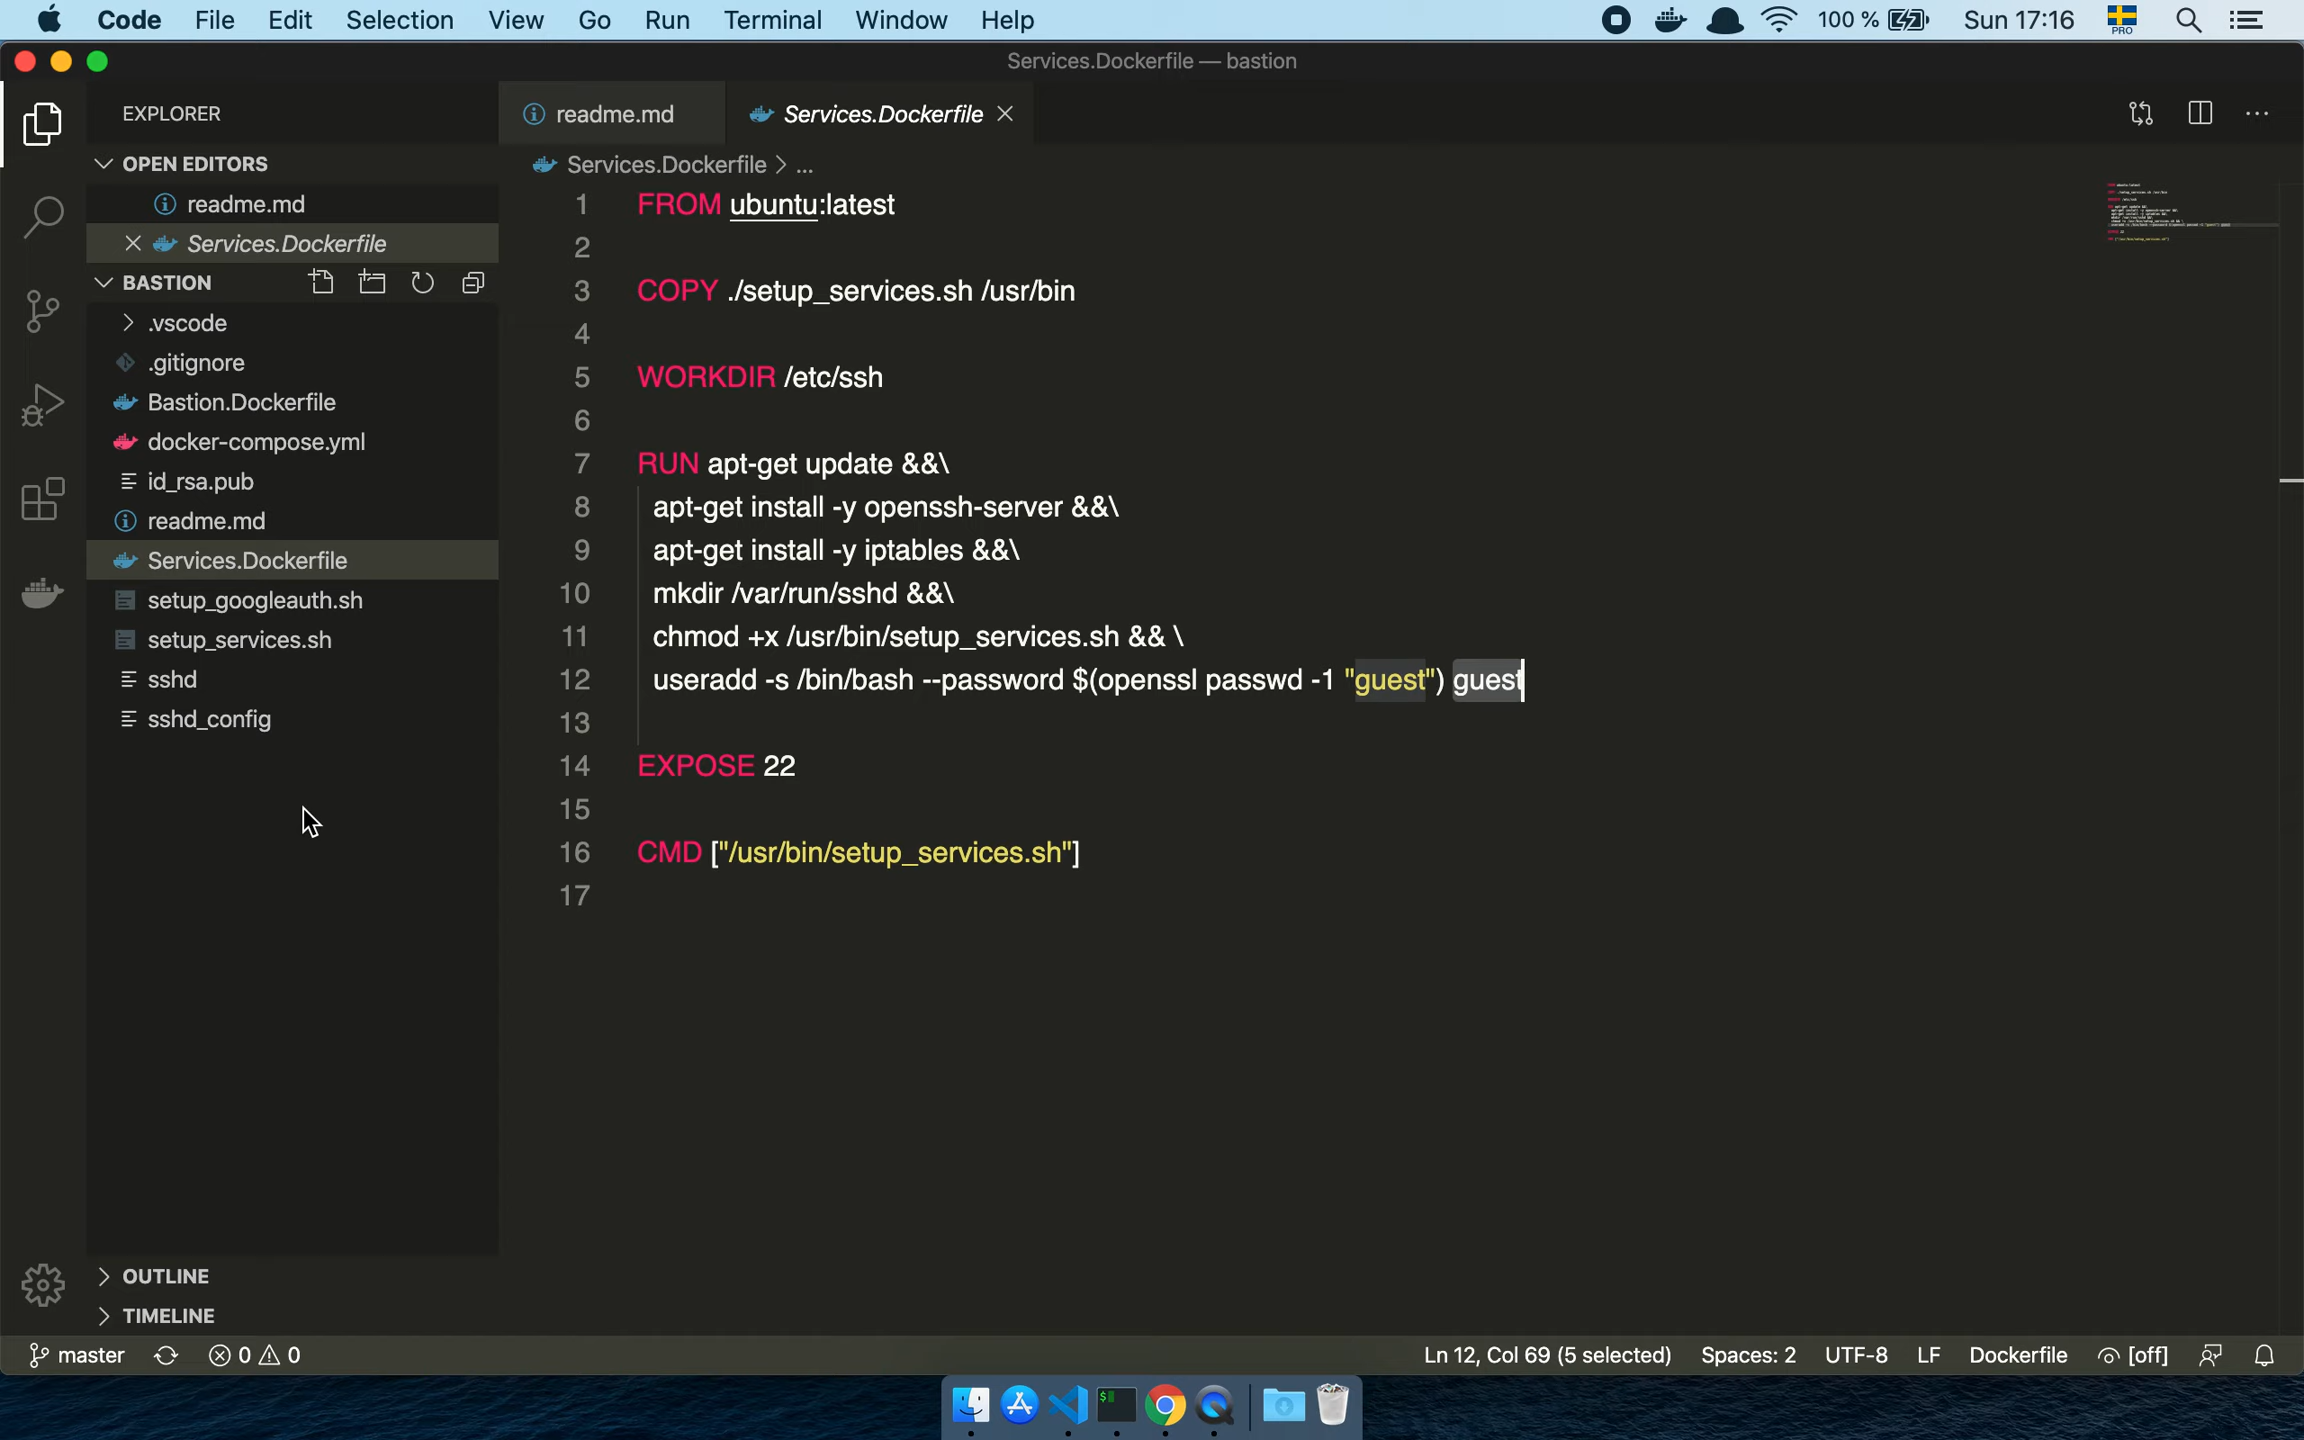 Code File Edit Selection View Go Run Terminal Window Help 100 % Sun 17:16 PRO
Services.Dockerfile — bastion
EXPLORER
OPEN EDITORS
readme.md
Services.Dockerfile
BASTION
.vscode
.gitignore
Bastion.Dockerfile
docker-compose.yml
id_rsa.pub
readme.md
Services.Dockerfile
setup_googleauth.sh
setup_services.sh
sshd
sshd_config
OUTLINE
TIMELINE
readme.md Services.Dockerfile
Services.Dockerfile > ...
1 FROM ubuntu:latest
2
3 COPY ./setup_services.sh /usr/bin
4
5 WORKDIR /etc/ssh
6
7 RUN apt-get update &&\
8 apt-get install -y openssh-server &&\
9 apt-get install -y iptables &&\
10 mkdir /var/run/sshd &&\
11 chmod +x /usr/bin/setup_services.sh && \
12 useradd -s /bin/bash --password $(openssl passwd -1 "guest") guest
13
14 EXPOSE 22
15
16 CMD ["/usr/bin/setup_services.sh"]
17
master 0 0 Ln 12, Col 69 (5 selected) Spaces: 2 UTF-8 LF Dockerfile [off]